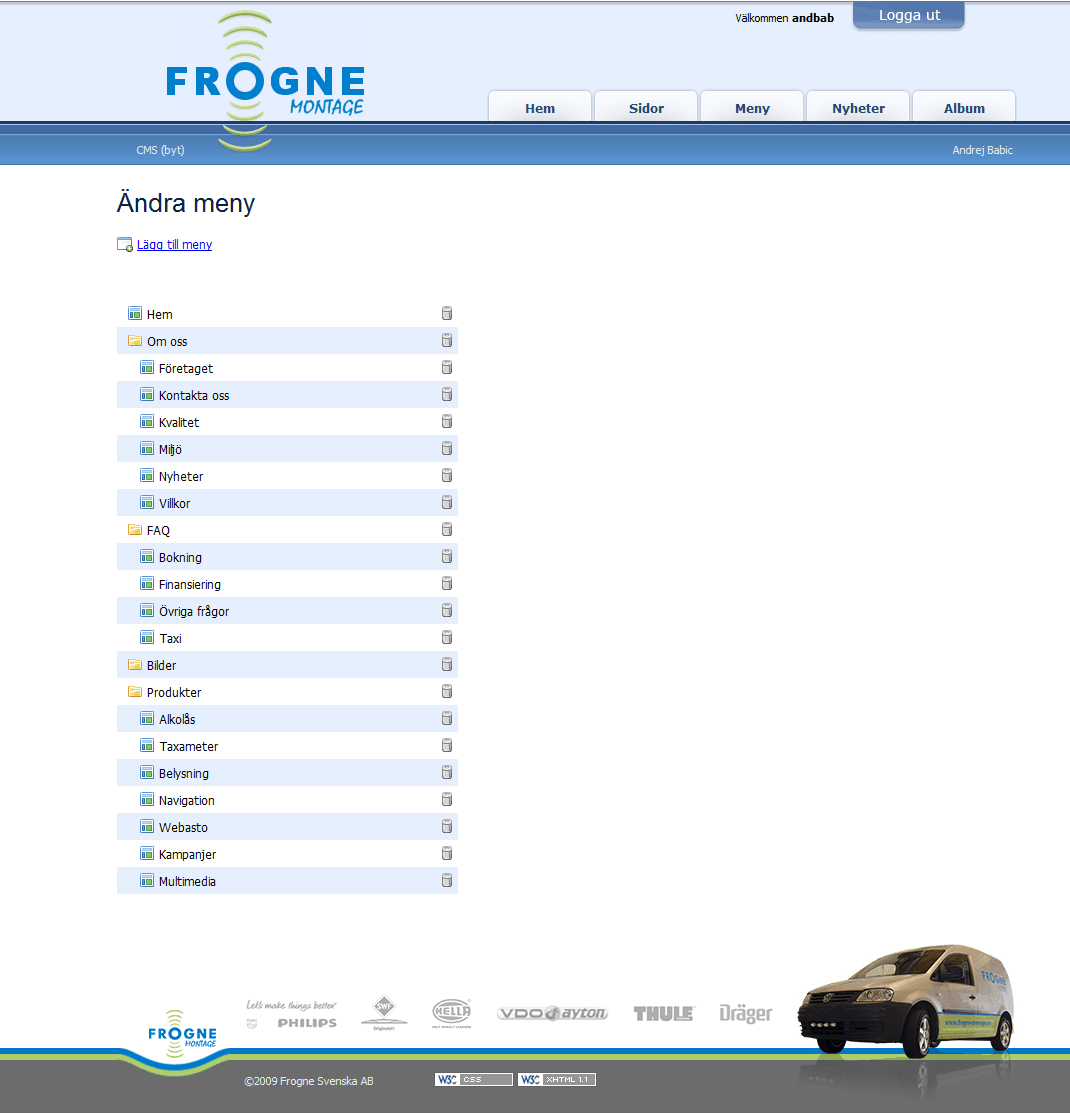 Välkommen andbab
Logga ut
FROGNE
MONTAGE
Hem Sidor Meny Nyheter Album
CMS (byt)
Andrej Babic
Ändra meny
Lägg till meny
Hem
Om oss
Företaget
Kontakta oss
Kvalitet
Miljö
Nyheter
Villkor
FAQ
Bokning
Finansiering
Övriga frågor
Taxi
Bilder
Produkter
Alkolås
Taxameter
Belysning
Navigation
Webasto
Kampanjer
Multimedia
Let's make things better
PHILIPS
SWF
HELLA
VDO dayton
THULE
Dräger
FROGNE
MONTAGE
FROGNE
MONTAGE
©2009 Frogne Svenska AB
W3C CSS
W3C XHTML 1.1